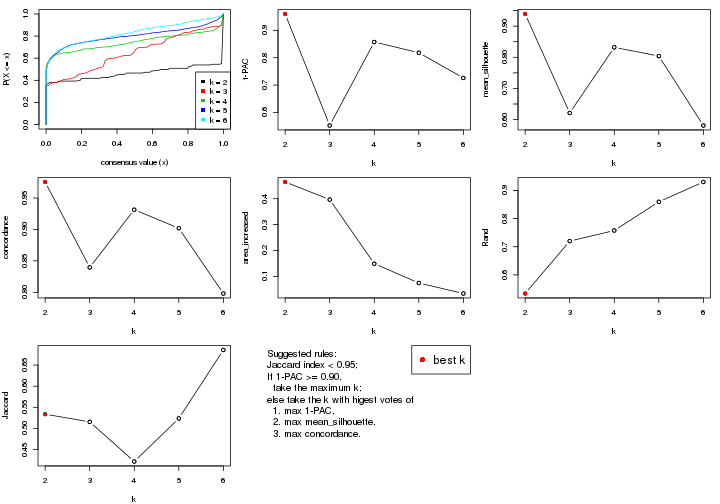 P(X <= x)
0.0 0.2 0.4 0.6 0.8 1.0
k = 2
k = 3
k = 4
k = 5
k = 6
0.0 0.2 0.4 0.6 0.8 1.0
consensus value (x)
1-PAC
0.6 0.7 0.8 0.9
2 3 4 5 6
k
mean_silhouette
0.60 0.70 0.80 0.90
2 3 4 5 6
k
concordance
0.80 0.85 0.90 0.95
2 3 4 5 6
k
area_increased
0.1 0.2 0.3 0.4
2 3 4 5 6
k
Rand
0.6 0.7 0.8 0.9
2 3 4 5 6
k
Jaccard
0.45 0.50 0.55 0.60 0.65
2 3 4 5 6
k
Suggested rules:
Jaccard index < 0.95;
If 1-PAC >= 0.90,
take the maximum k;
else take the k with higest votes of
1. max 1-PAC,
2. max mean_silhouette,
3. max concordance.
best k